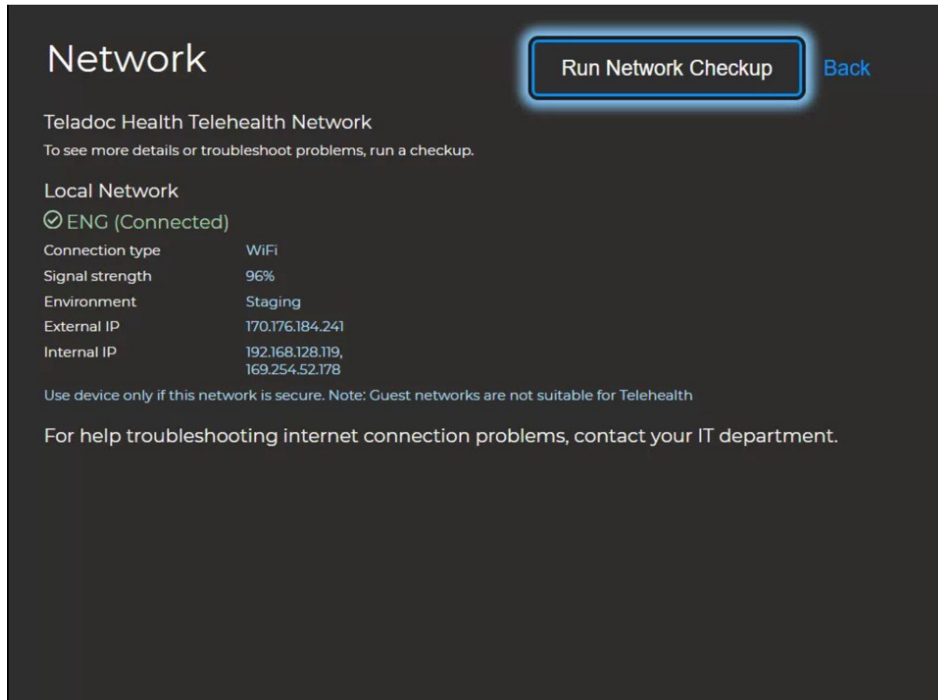 Network
Run Network Checkup
Back
Teladoc Health Telehealth Network
To see more details or troubleshoot problems, run a checkup.
Local Network
ENG (Connected)
Connection type WiFi
Signal strength 96%
Environment Staging
External IP 170.176.184.241
Internal IP 192.168.128.119,
169.254.52.178
Use device only if this network is secure. Note: Guest networks are not suitable for Telehealth
For help troubleshooting internet connection problems, contact your IT department.